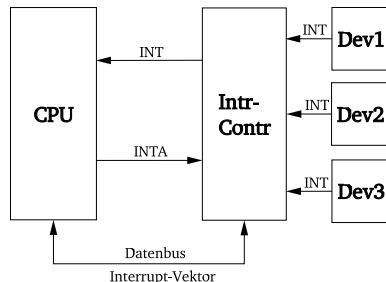 INT
INT
Dev1
CPU
Intr-
Contr
INT
Dev2
INTA
INT
Dev3
Datenbus
Interrupt-Vektor